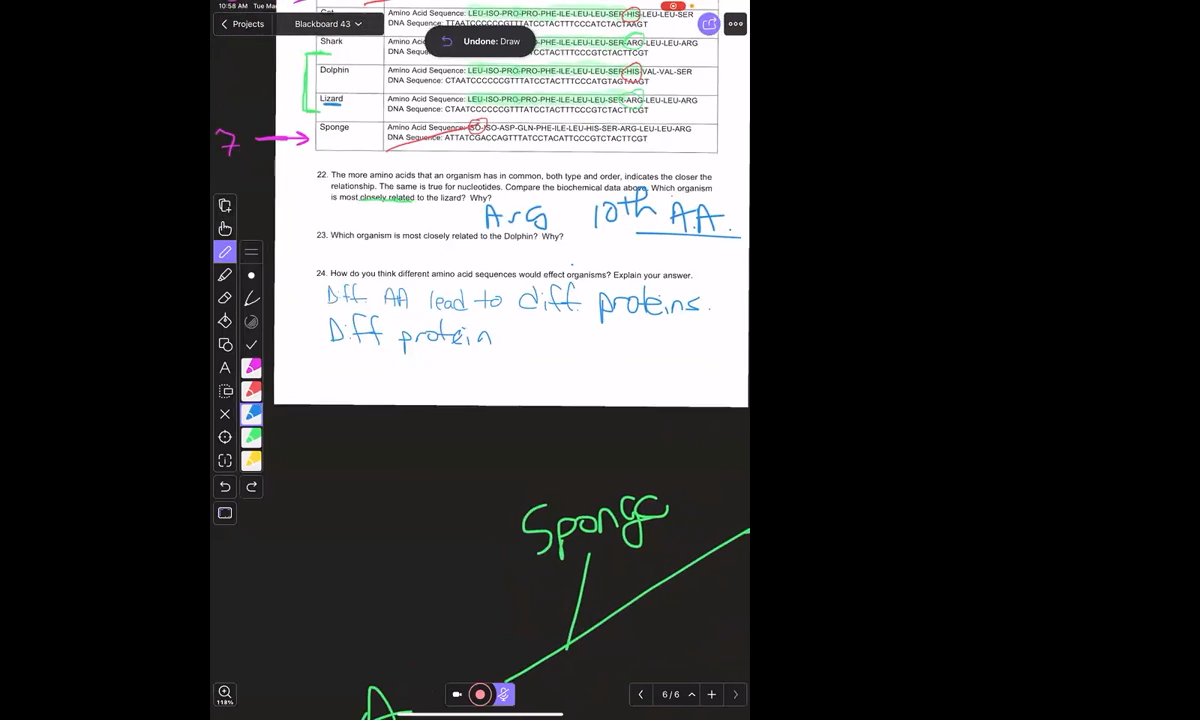 10:58 AM Tue Ma
Projects
Blackboard 43
Undone: Draw
Cat
Amino Acid Sequence: LEU-ISO-PRO-PRO-PHE-ILE-LEU-LEU-SER-HIS-LEU-LEU-SER
DNA Sequence: TTAATCCCCCCGTTTATCCTACTTTCCCATCTACTAAGT
Shark
Amino Acid
-PRO-PHE-ILE-LEU-LEU-SER-ARG-LEU-LEU-ARG
DNA Sequ
CCTACTTTCCCGTCTACTTCGT
Dolphin
Amino Acid Sequence: LEU-ISO-PRO-PRO-PHE-ILE-LEU-LEU-SER-HIS-VAL-VAL-SER
DNA Sequence: CTAATCCCCCCGTTTATCCTACTTTCCCATGTAGTAAGT
Lizard
Amino Acid Sequence: LEU-ISO-PRO-PRO-PHE-ILE-LEU-LEU-SER-ARG-LEU-LEU-ARG
DNA Sequence: CTAATCCCCCCGTTTATCCTACTTTCCCGTCTACTTCGT
7
Sponge
Amino Acid Sequence: ISO-ISO-ASP-GLN-PHE-ILE-LEU-HIS-SER-ARG-LEU-LEU-ARG
DNA Sequence: ATTATCGACCAGTTTATCCTACATTCCCGTCTACTTCGT
22. The more amino acids that an organism has in common, both type and order, indicates the closer the
relationship. The same is true for nucleotides. Compare the biochemical data above. Which organism
is most closely related to the lizard? Why?
Arg 10th A.A.
23. Which organism is most closely related to the Dolphin? Why?
24. How do you think different amino acid sequences would effect organisms? Explain your answer.
Diff. AA lead to diff. proteins.
Diff protein
Sponge
A
118%
6/6